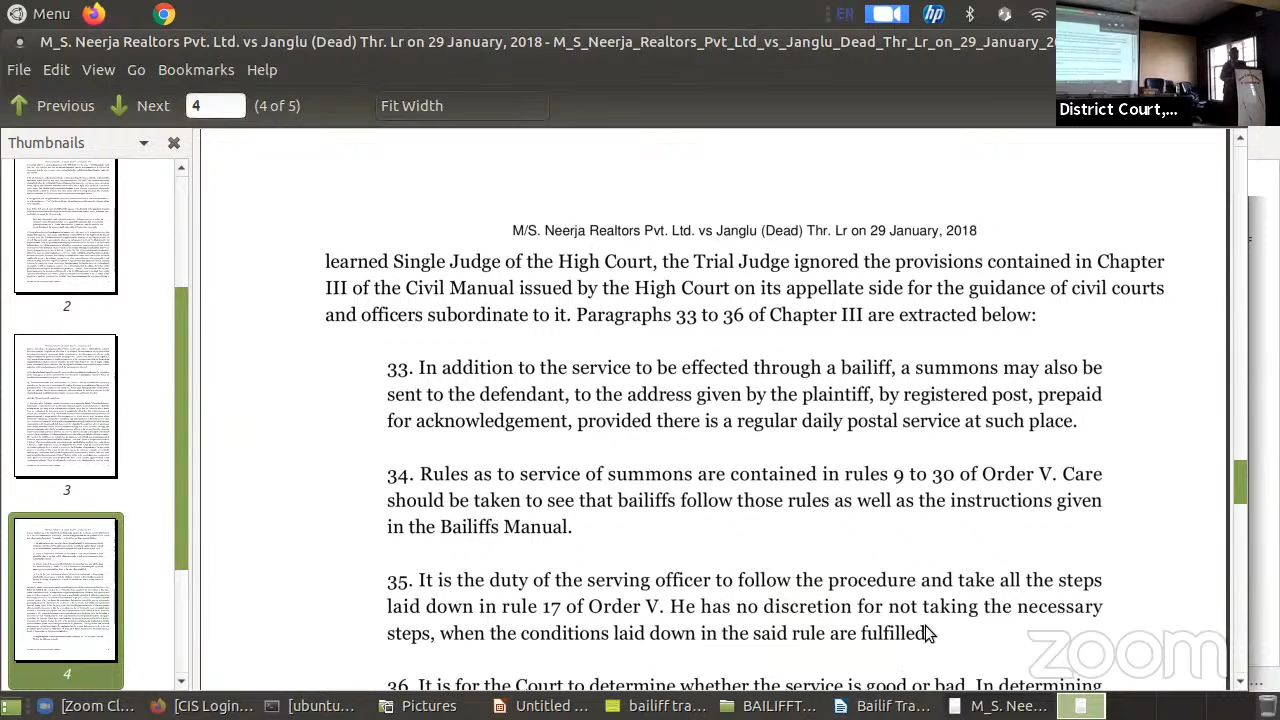 Menu
EN
hp
M_S. Neerja Realtors Pvt. Ltd. vs Janglu (Dead) Thr. Lr on 29 January, 2018 - M_S_Neerja_Realtors_Pvt_Ltd_vs_Janglu_Dead_Thr_Lr_on_29 January_2
File Edit View Go Bookmarks Help
Previous Next 4 (4 of 5) Fit Width
District Court,...
Thumbnails
2
3
4
M/S. Neerja Realtors Pvt. Ltd. vs Janglu (Dead) Thr. Lr on 29 January, 2018
learned Single Judge of the High Court, the Trial Judge ignored the provisions contained in Chapter
III of the Civil Manual issued by the High Court on its appellate side for the guidance of civil courts
and officers subordinate to it. Paragraphs 33 to 36 of Chapter III are extracted below:
33. In addition to the service to be effected through a bailiff, a summons may also be
sent to the defendant, to the address given by the plaintiff, by registered post, prepaid
for acknowledgement, provided there is a regular daily postal service at such place.
34. Rules as to service of summons are contained in rules 9 to 30 of Order V. Care
should be taken to see that bailiffs follow those rules as well as the instructions given
in the Bailiffs Manual.
35. It is the duty of the serving officer to follow the procedure and take all the steps
laid down in rule 17 of Order V. He has no discretion for not taking the necessary
steps, when the conditions laid down in the said rule are fulfilled
36. It is for the Court to determine whether the service is good or bad. In determining
zoom
[Zoom Cl... [CIS Login... [ubuntu... Pictures Untitled ... bailiff tra... BAILIFFT... Bailif Tra... M_S. Nee...